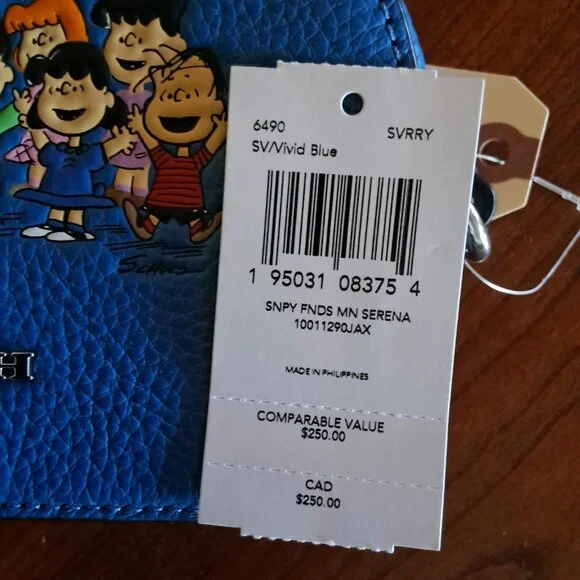 6490 SVRRY
SV/Vivid Blue
1 95031 08375 4
SNPY FNDS MN SERENA
10011290JAX
MADE IN PHILIPPINES
COMPARABLE VALUE
$250.00
CAD
$250.00
SCHULZ
H